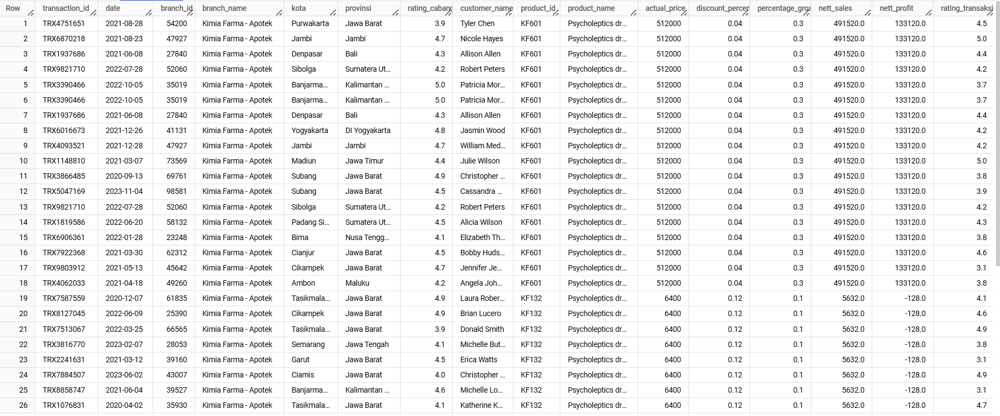 Row transaction_id date branch_id branch_name kota provinsi rating_caban customer_name product_id product_name actual_price discount_percen percentage_gros nett_sales nett_profit rating_transaksi
1 TRX4751651 2021-08-28 54200 Kimia Farma - Apotek Purwakarta Jawa Barat 3.9 Tyler Chen KF601 Psycholeptics dr... 512000 0.04 0.3 491520.0 133120.0 4.5
2 TRX6870218 2021-08-23 47927 Kimia Farma - Apotek Jambi Jambi 4.7 Nicole Hayes KF601 Psycholeptics dr... 512000 0.04 0.3 491520.0 133120.0 5.0
3 TRX1937686 2021-06-08 27840 Kimia Farma - Apotek Denpasar Bali 4.3 Allison Allen KF601 Psycholeptics dr... 512000 0.04 0.3 491520.0 133120.0 4.4
4 TRX9821710 2022-07-28 52060 Kimia Farma - Apotek Sibolga Sumatera Ut... 4.2 Robert Peters KF601 Psycholeptics dr... 512000 0.04 0.3 491520.0 133120.0 4.2
5 TRX3390466 2022-10-05 35019 Kimia Farma - Apotek Banjarma... Kalimantan ... 5.0 Patricia Mor... KF601 Psycholeptics dr... 512000 0.04 0.3 491520.0 133120.0 3.7
6 TRX3390466 2022-10-05 35019 Kimia Farma - Apotek Banjarma... Kalimantan ... 5.0 Patricia Mor... KF601 Psycholeptics dr... 512000 0.04 0.3 491520.0 133120.0 3.7
7 TRX1937686 2021-06-08 27840 Kimia Farma - Apotek Denpasar Bali 4.3 Allison Allen KF601 Psycholeptics dr... 512000 0.04 0.3 491520.0 133120.0 4.4
8 TRX6016673 2021-12-26 41131 Kimia Farma - Apotek Yogyakarta DI Yogyakarta 4.8 Jasmin Wood KF601 Psycholeptics dr... 512000 0.04 0.3 491520.0 133120.0 4.2
9 TRX4093521 2021-12-28 47927 Kimia Farma - Apotek Jambi Jambi 4.7 William Med... KF601 Psycholeptics dr... 512000 0.04 0.3 491520.0 133120.0 4.2
10 TRX1148810 2021-03-07 73569 Kimia Farma - Apotek Madiun Jawa Timur 4.4 Julie Wilson KF601 Psycholeptics dr... 512000 0.04 0.3 491520.0 133120.0 5.0
11 TRX3866485 2020-09-13 69761 Kimia Farma - Apotek Subang Jawa Barat 4.9 Christopher ... KF601 Psycholeptics dr... 512000 0.04 0.3 491520.0 133120.0 3.8
12 TRX5047169 2023-11-04 98581 Kimia Farma - Apotek Subang Jawa Barat 4.5 Cassandra ... KF601 Psycholeptics dr... 512000 0.04 0.3 491520.0 133120.0 3.9
13 TRX9821710 2022-07-28 52060 Kimia Farma - Apotek Sibolga Sumatera Ut... 4.2 Robert Peters KF601 Psycholeptics dr... 512000 0.04 0.3 491520.0 133120.0 4.2
14 TRX1819586 2022-06-20 58132 Kimia Farma - Apotek Padang Si... Sumatera Ut... 4.5 Alicia Wilson KF601 Psycholeptics dr... 512000 0.04 0.3 491520.0 133120.0 4.3
15 TRX6906361 2022-01-28 23248 Kimia Farma - Apotek Bima Nusa Tengg... 4.1 Elizabeth Th... KF601 Psycholeptics dr... 512000 0.04 0.3 491520.0 133120.0 3.8
16 TRX7922368 2021-03-30 62312 Kimia Farma - Apotek Cianjur Jawa Barat 4.5 Bobby Huds... KF601 Psycholeptics dr... 512000 0.04 0.3 491520.0 133120.0 4.6
17 TRX9803912 2021-05-13 45642 Kimia Farma - Apotek Cikampek Jawa Barat 4.7 Jennifer Je... KF601 Psycholeptics dr... 512000 0.04 0.3 491520.0 133120.0 3.1
18 TRX4062033 2021-04-18 49260 Kimia Farma - Apotek Ambon Maluku 4.2 Angela Joh... KF601 Psycholeptics dr... 512000 0.04 0.3 491520.0 133120.0 3.8
19 TRX7587559 2020-12-07 61835 Kimia Farma - Apotek Tasikmala... Jawa Barat 4.9 Laura Rober... KF132 Psycholeptics dr... 6400 0.12 0.1 5632.0 -128.0 4.1
20 TRX8127045 2022-06-09 25390 Kimia Farma - Apotek Cikampek Jawa Barat 4.9 Brian Lucero KF132 Psycholeptics dr... 6400 0.12 0.1 5632.0 -128.0 4.6
21 TRX7513067 2022-03-25 66565 Kimia Farma - Apotek Tasikmala... Jawa Barat 3.9 Donald Smith KF132 Psycholeptics dr... 6400 0.12 0.1 5632.0 -128.0 4.9
22 TRX3816770 2023-02-07 28053 Kimia Farma - Apotek Semarang Jawa Tengah 4.1 Michelle But... KF132 Psycholeptics dr... 6400 0.12 0.1 5632.0 -128.0 3.8
23 TRX2241631 2021-03-12 39160 Kimia Farma - Apotek Garut Jawa Barat 4.5 Erica Watts KF132 Psycholeptics dr... 6400 0.12 0.1 5632.0 -128.0 3.1
24 TRX7884507 2023-06-02 43007 Kimia Farma - Apotek Ciamis Jawa Barat 4.0 Christopher ... KF132 Psycholeptics dr... 6400 0.12 0.1 5632.0 -128.0 4.9
25 TRX8858747 2021-06-04 39527 Kimia Farma - Apotek Banjarma... Kalimantan ... 4.6 Michelle Lo... KF132 Psycholeptics dr... 6400 0.12 0.1 5632.0 -128.0 3.1
26 TRX1076831 2020-04-02 35930 Kimia Farma - Apotek Tasikmala... Jawa Barat 4.1 Katherine K... KF132 Psycholeptics dr... 6400 0.12 0.1 5632.0 -128.0 4.7